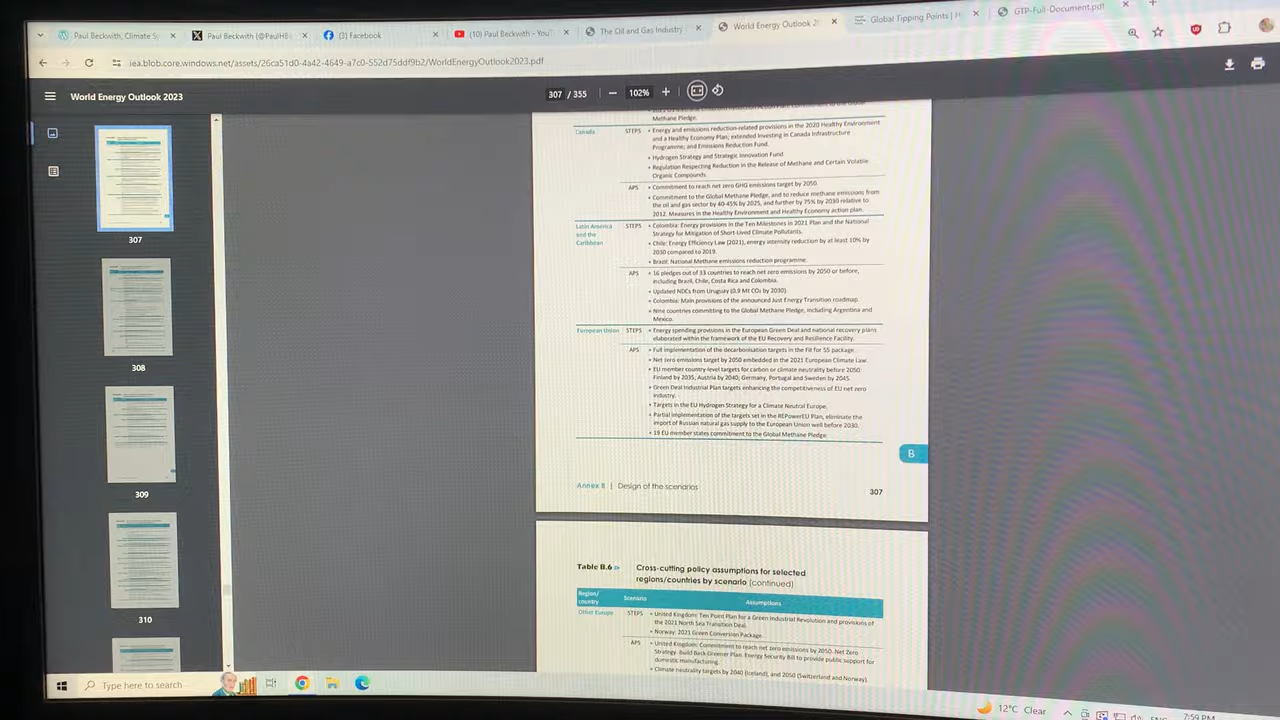 Paul Beckwith, Climate S
Paul Beckwith (@PaulHBe
(3) Facebook
(10) Paul Beckwith - YouT
The Oil and Gas Industry
World Energy Outlook 2
Global Tipping Points | H
GTP-Full-Document.pdf
iea.blob.core.windows.net/assets/26ca51d0-4a42-4649-a7c0-552d75ddf9b2/WorldEnergyOutlook2023.pdf
World Energy Outlook 2023
307 / 355
102%
Methane Pledge.
Canada STEPS • Energy and emissions reduction-related provisions in the 2020 Healthy Environment
and a Healthy Economy Plan; extended Investing in Canada Infrastructure
Programme; and Emissions Reduction Fund.
• Hydrogen Strategy and Strategic Innovation Fund
• Regulation Respecting Reduction in the Release of Methane and Certain Volatile
Organic Compounds.
APS • Commitment to reach net zero GHG emissions target by 2050.
• Commitment to the Global Methane Pledge, and to reduce methane emissions from
the oil and gas sector by 40-45% by 2025, and further by 75% by 2030 relative to
2012. Measures in the Healthy Environment and Healthy Economy action plan.
Latin America and the Caribbean STEPS • Colombia: Energy provisions in the Ten Milestones in 2021 Plan and the National
Strategy for Mitigation of Short-Lived Climate Pollutants.
• Chile: Energy Efficiency Law (2021), energy intensity reduction by at least 10% by
2030 compared to 2019.
• Brazil: National Methane emissions reduction programme.
APS • 16 pledges out of 33 countries to reach net zero emissions by 2050 or before,
including Brazil, Chile, Costa Rica and Colombia.
• Updated NDCs from Uruguay (0.9 Mt CO₂ by 2030).
• Colombia: Main provisions of the announced Just Energy Transition roadmap.
• Nine countries committing to the Global Methane Pledge, including Argentina and
Mexico.
European Union STEPS • Energy spending provisions in the European Green Deal and national recovery plans
elaborated within the framework of the EU Recovery and Resilience Facility.
APS • Full implementation of the decarbonisation targets in the Fit for 55 package.
• Net zero emissions target by 2050 embedded in the 2021 European Climate Law.
• EU member country-level targets for carbon or climate neutrality before 2050:
Finland by 2035, Austria by 2040; Germany, Portugal and Sweden by 2045.
• Green Deal Industrial Plan targets enhancing the competitiveness of EU net zero
industry.
• Targets in the EU Hydrogen Strategy for a Climate Neutral Europe.
• Partial implementation of the targets set in the REPowerEU Plan, eliminate the
import of Russian natural gas supply to the European Union well before 2030.
• 19 EU member states commitment to the Global Methane Pledge.
B
Annex B | Design of the scenarios
307
Table B.6 ▷ Cross-cutting policy assumptions for selected
regions/countries by scenario (continued)
Region/
country Scenario Assumptions
Other Europe STEPS • United Kingdom: Ten Point Plan for a Green Industrial Revolution and provisions of
the 2021 North Sea Transition Deal.
• Norway: 2021 Green Conversion Package.
APS • United Kingdom: Commitment to reach net zero emissions by 2050. Net Zero
Strategy. Build Back Greener Plan. Energy Security Bill to provide public support for
domestic manufacturing.
• Climate neutrality targets by 2040 (Iceland), and 2050 (Switzerland and Norway).
307
308
309
310
Type here to search
12°C Clear
7:59 PM